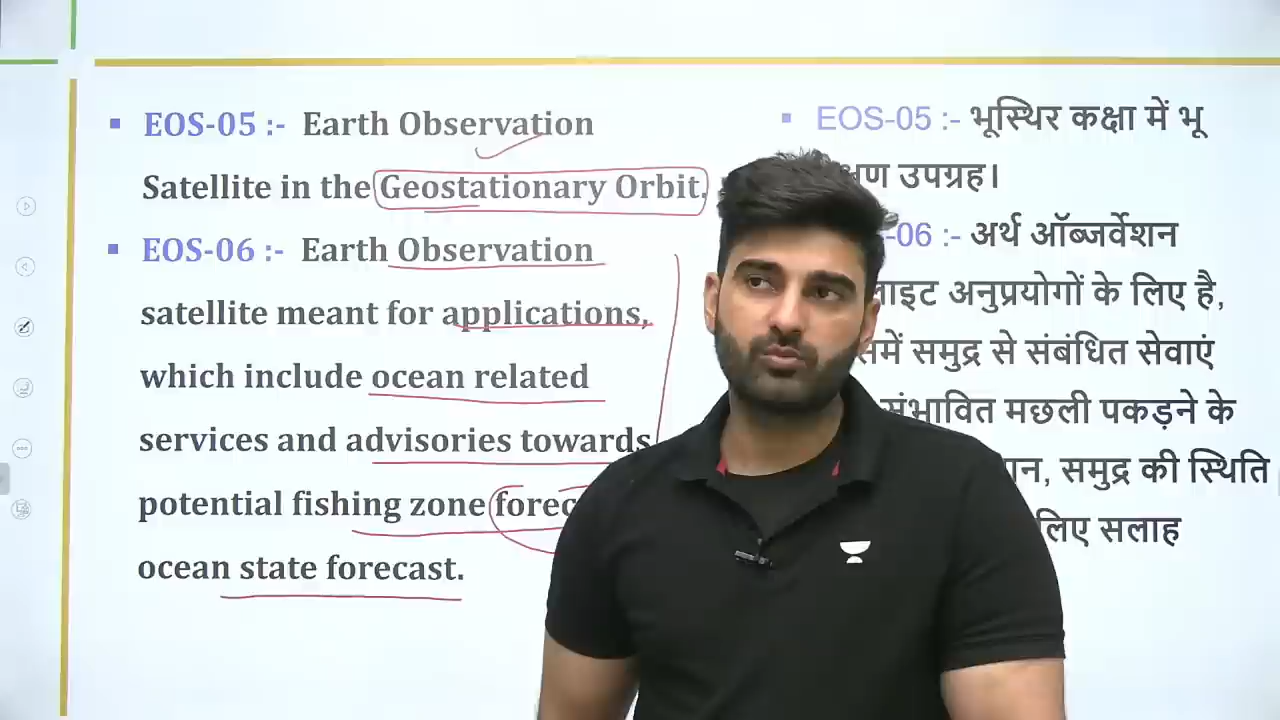 EOS-05 :- Earth Observation
Satellite in the Geostationary Orbit.
EOS-06 :- Earth Observation
satellite meant for applications,
which include ocean related
services and advisories towards
potential fishing zone
ocean state forecast.
EOS-05 :- भूस्थिर कक्षा में भू
उपग्रह।
-06 :- अर्थ ऑब्जर्वेशन
अनुप्रयोगों के लिए है,
समुद्र से संबंधित सेवाएं
संभावित मछली पकड़ने के
समुद्र की स्थिति
लिए सलाह